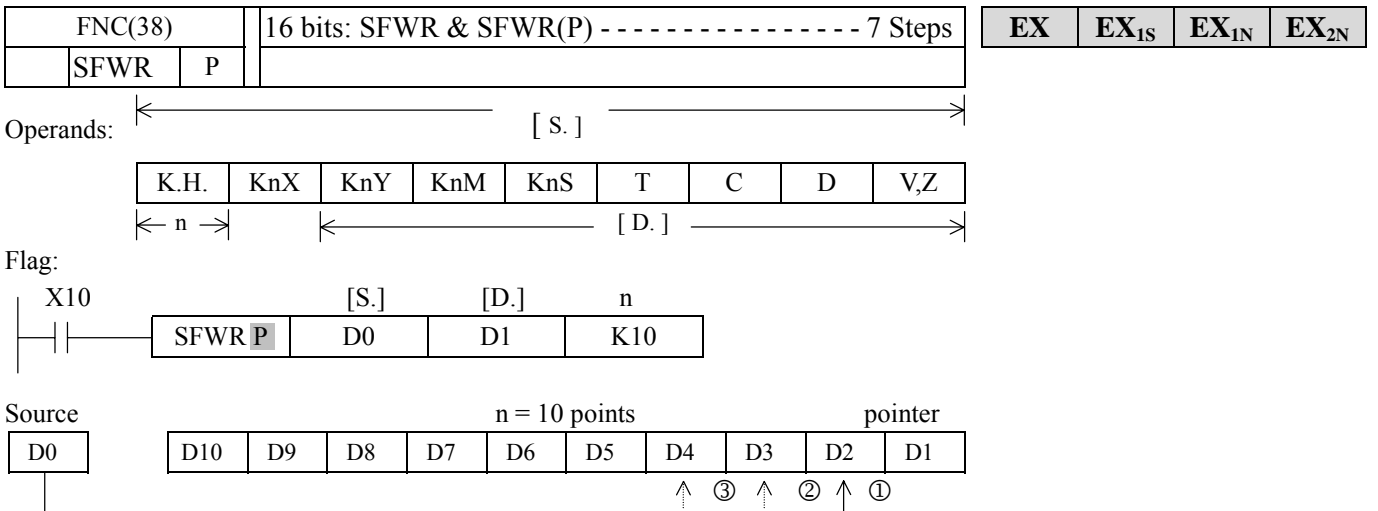 FNC(38) 16 bits: SFWR & SFWR(P) - - - - - - - - - - - - - - - - 7 Steps EX EX1S EX1N EX2N
SFWR P
Operands: [ S. ]
K.H. KnX KnY KnM KnS T C D V,Z
n [ D. ]
Flag:
X10 [S.] [D.] n
SFWR P D0 D1 K10
Source n = 10 points pointer
D0 D10 D9 D8 D7 D6 D5 D4 D3 D2 D1
③ ② ①